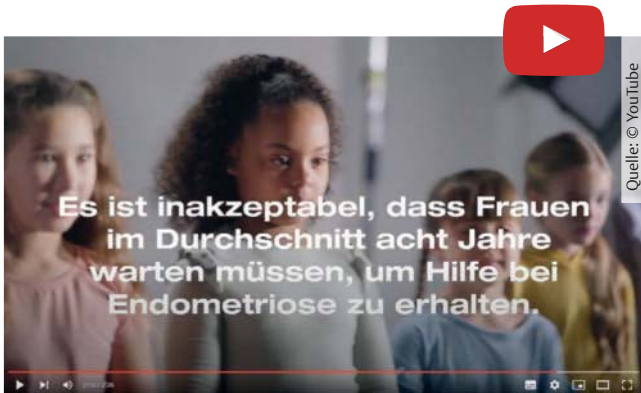 Quelle: © YouTube
Es ist inakzeptabel, dass Frauen
im Durchschnitt acht Jahre
warten müssen, um Hilfe bei
Endometriose zu erhalten.